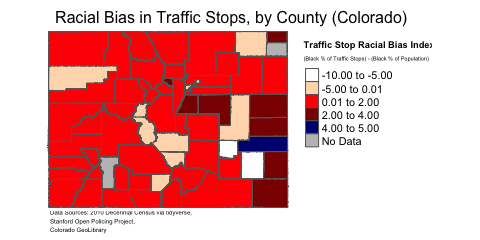 Racial Bias in Traffic Stops, by County (Colorado)
Traffic Stop Racial Bias Index
(Black % of Traffic Stops) - (Black % of Population)
-10.00 to -5.00
-5.00 to 0.01
0.01 to 2.00
2.00 to 4.00
4.00 to 5.00
No Data
Data Sources: 2010 Decennial Census via tidyverse,
Stanford Open Policing Project,
Colorado GeoLibrary